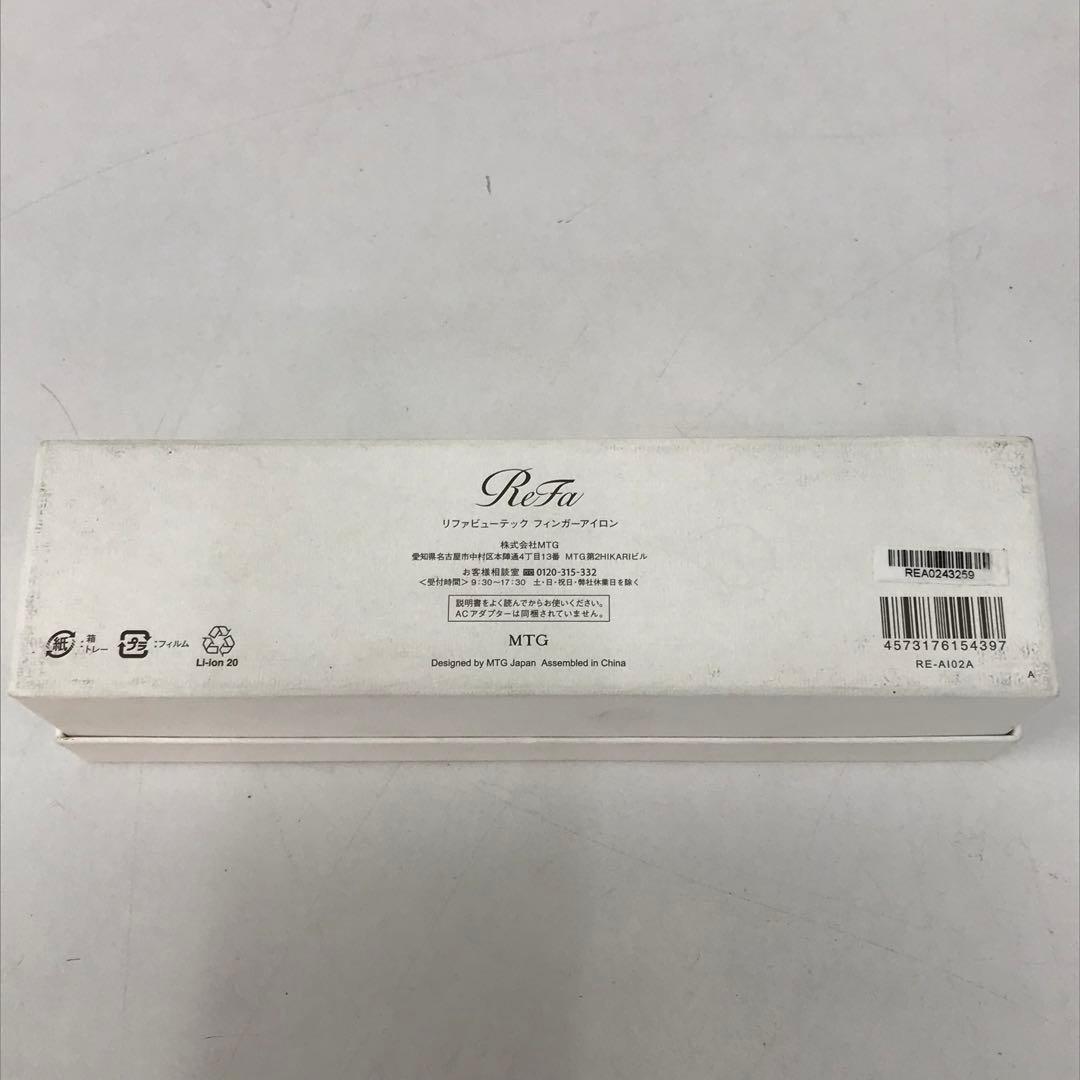 ReFa
リファビューテック フィンガーアイロン
株式会社MTG
愛知県名古屋市中村区本陣通4丁目13番 MTG第2HIKARIビル
お客様相談室 0120-315-332
＜受付時間＞9:30〜17:30 土・日・祝日・弊社休業日を除く
説明書をよく読んでからお使いください。
ACアダプターは同梱されていません。
MTG
Designed by MTG Japan Assembled in China
紙 :箱
トレー
プラ :フィルム
Li-ion 20
REA0243259
4573176154397
RE-AI02A
A